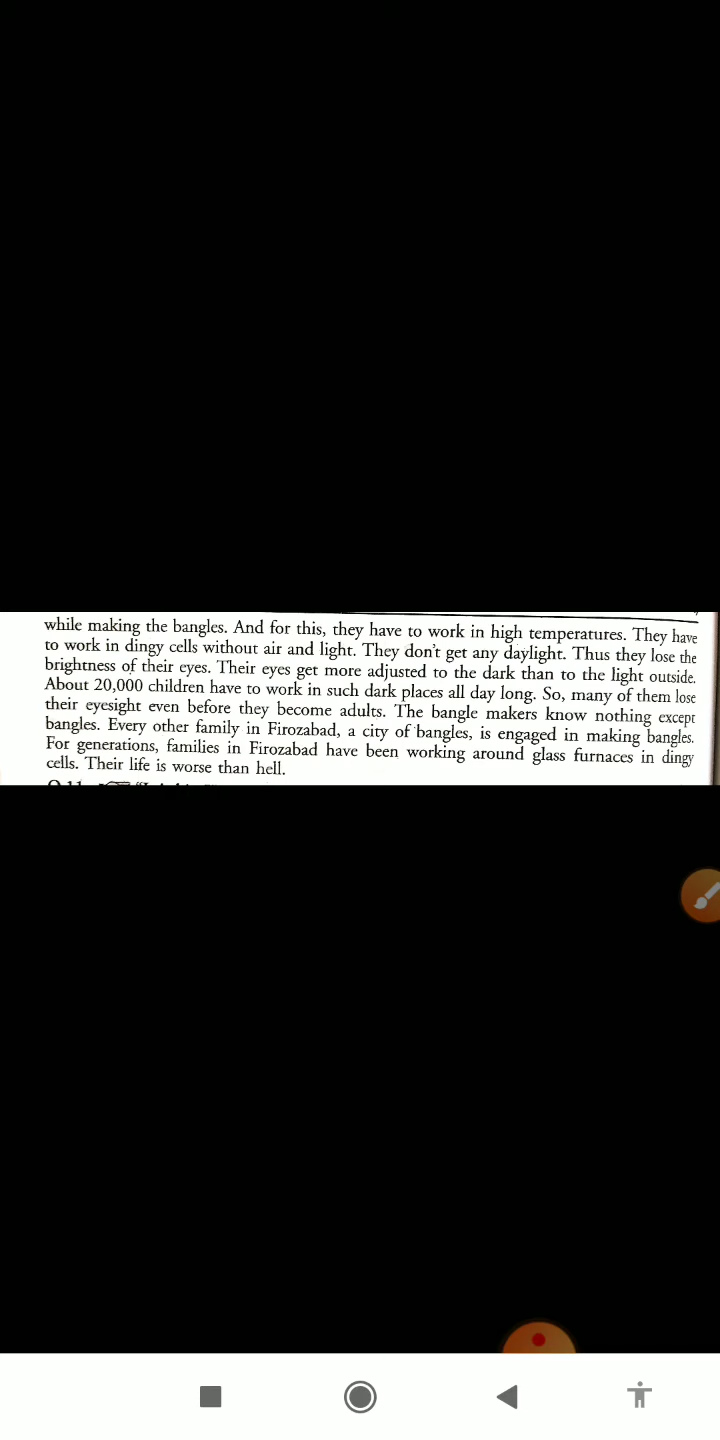 while making the bangles. And for this, they have to work in high temperatures. They have
to work in dingy cells without air and light. They don't get any daylight. Thus they lose the
brightness of their eyes. Their eyes get more adjusted to the dark than to the light outside.
About 20,000 children have to work in such dark places all day long. So, many of them lose
their eyesight even before they become adults. The bangle makers know nothing except
bangles. Every other family in Firozabad, a city of bangles, is engaged in making bangles.
For generations, families in Firozabad have been working around glass furnaces in dingy
cells. Their life is worse than hell.